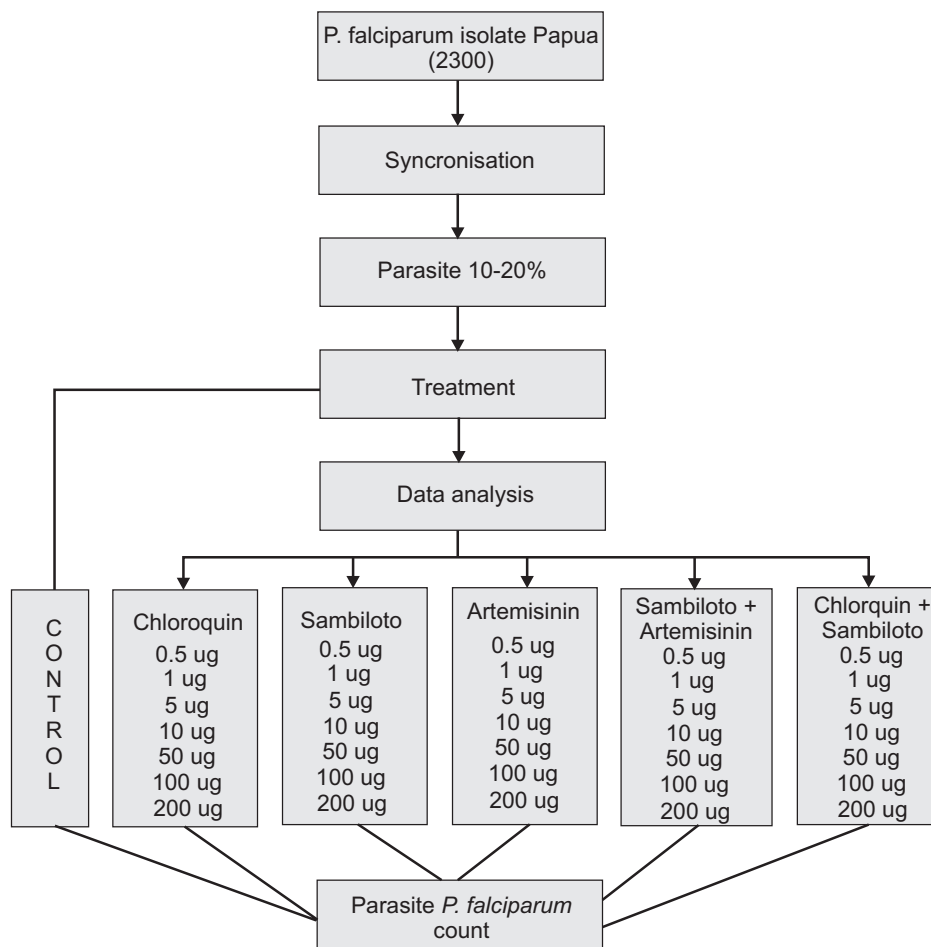 P. falciparum isolate Papua
(2300)
Syncronisation
Parasite 10-20%
Treatment
Data analysis
C
O
N
T
R
O
L
Chloroquin
0.5 ug
1 ug
5 ug
10 ug
50 ug
100 ug
200 ug
Sambiloto
0.5 ug
1 ug
5 ug
10 ug
50 ug
100 ug
200 ug
Artemisinin
0.5 ug
1 ug
5 ug
10 ug
50 ug
100 ug
200 ug
Sambiloto +
Artemisinin
0.5 ug
1 ug
5 ug
10 ug
50 ug
100 ug
200 ug
Chlorquin +
Sambiloto
0.5 ug
1 ug
5 ug
10 ug
50 ug
100 ug
200 ug
Parasite P. falciparum
count